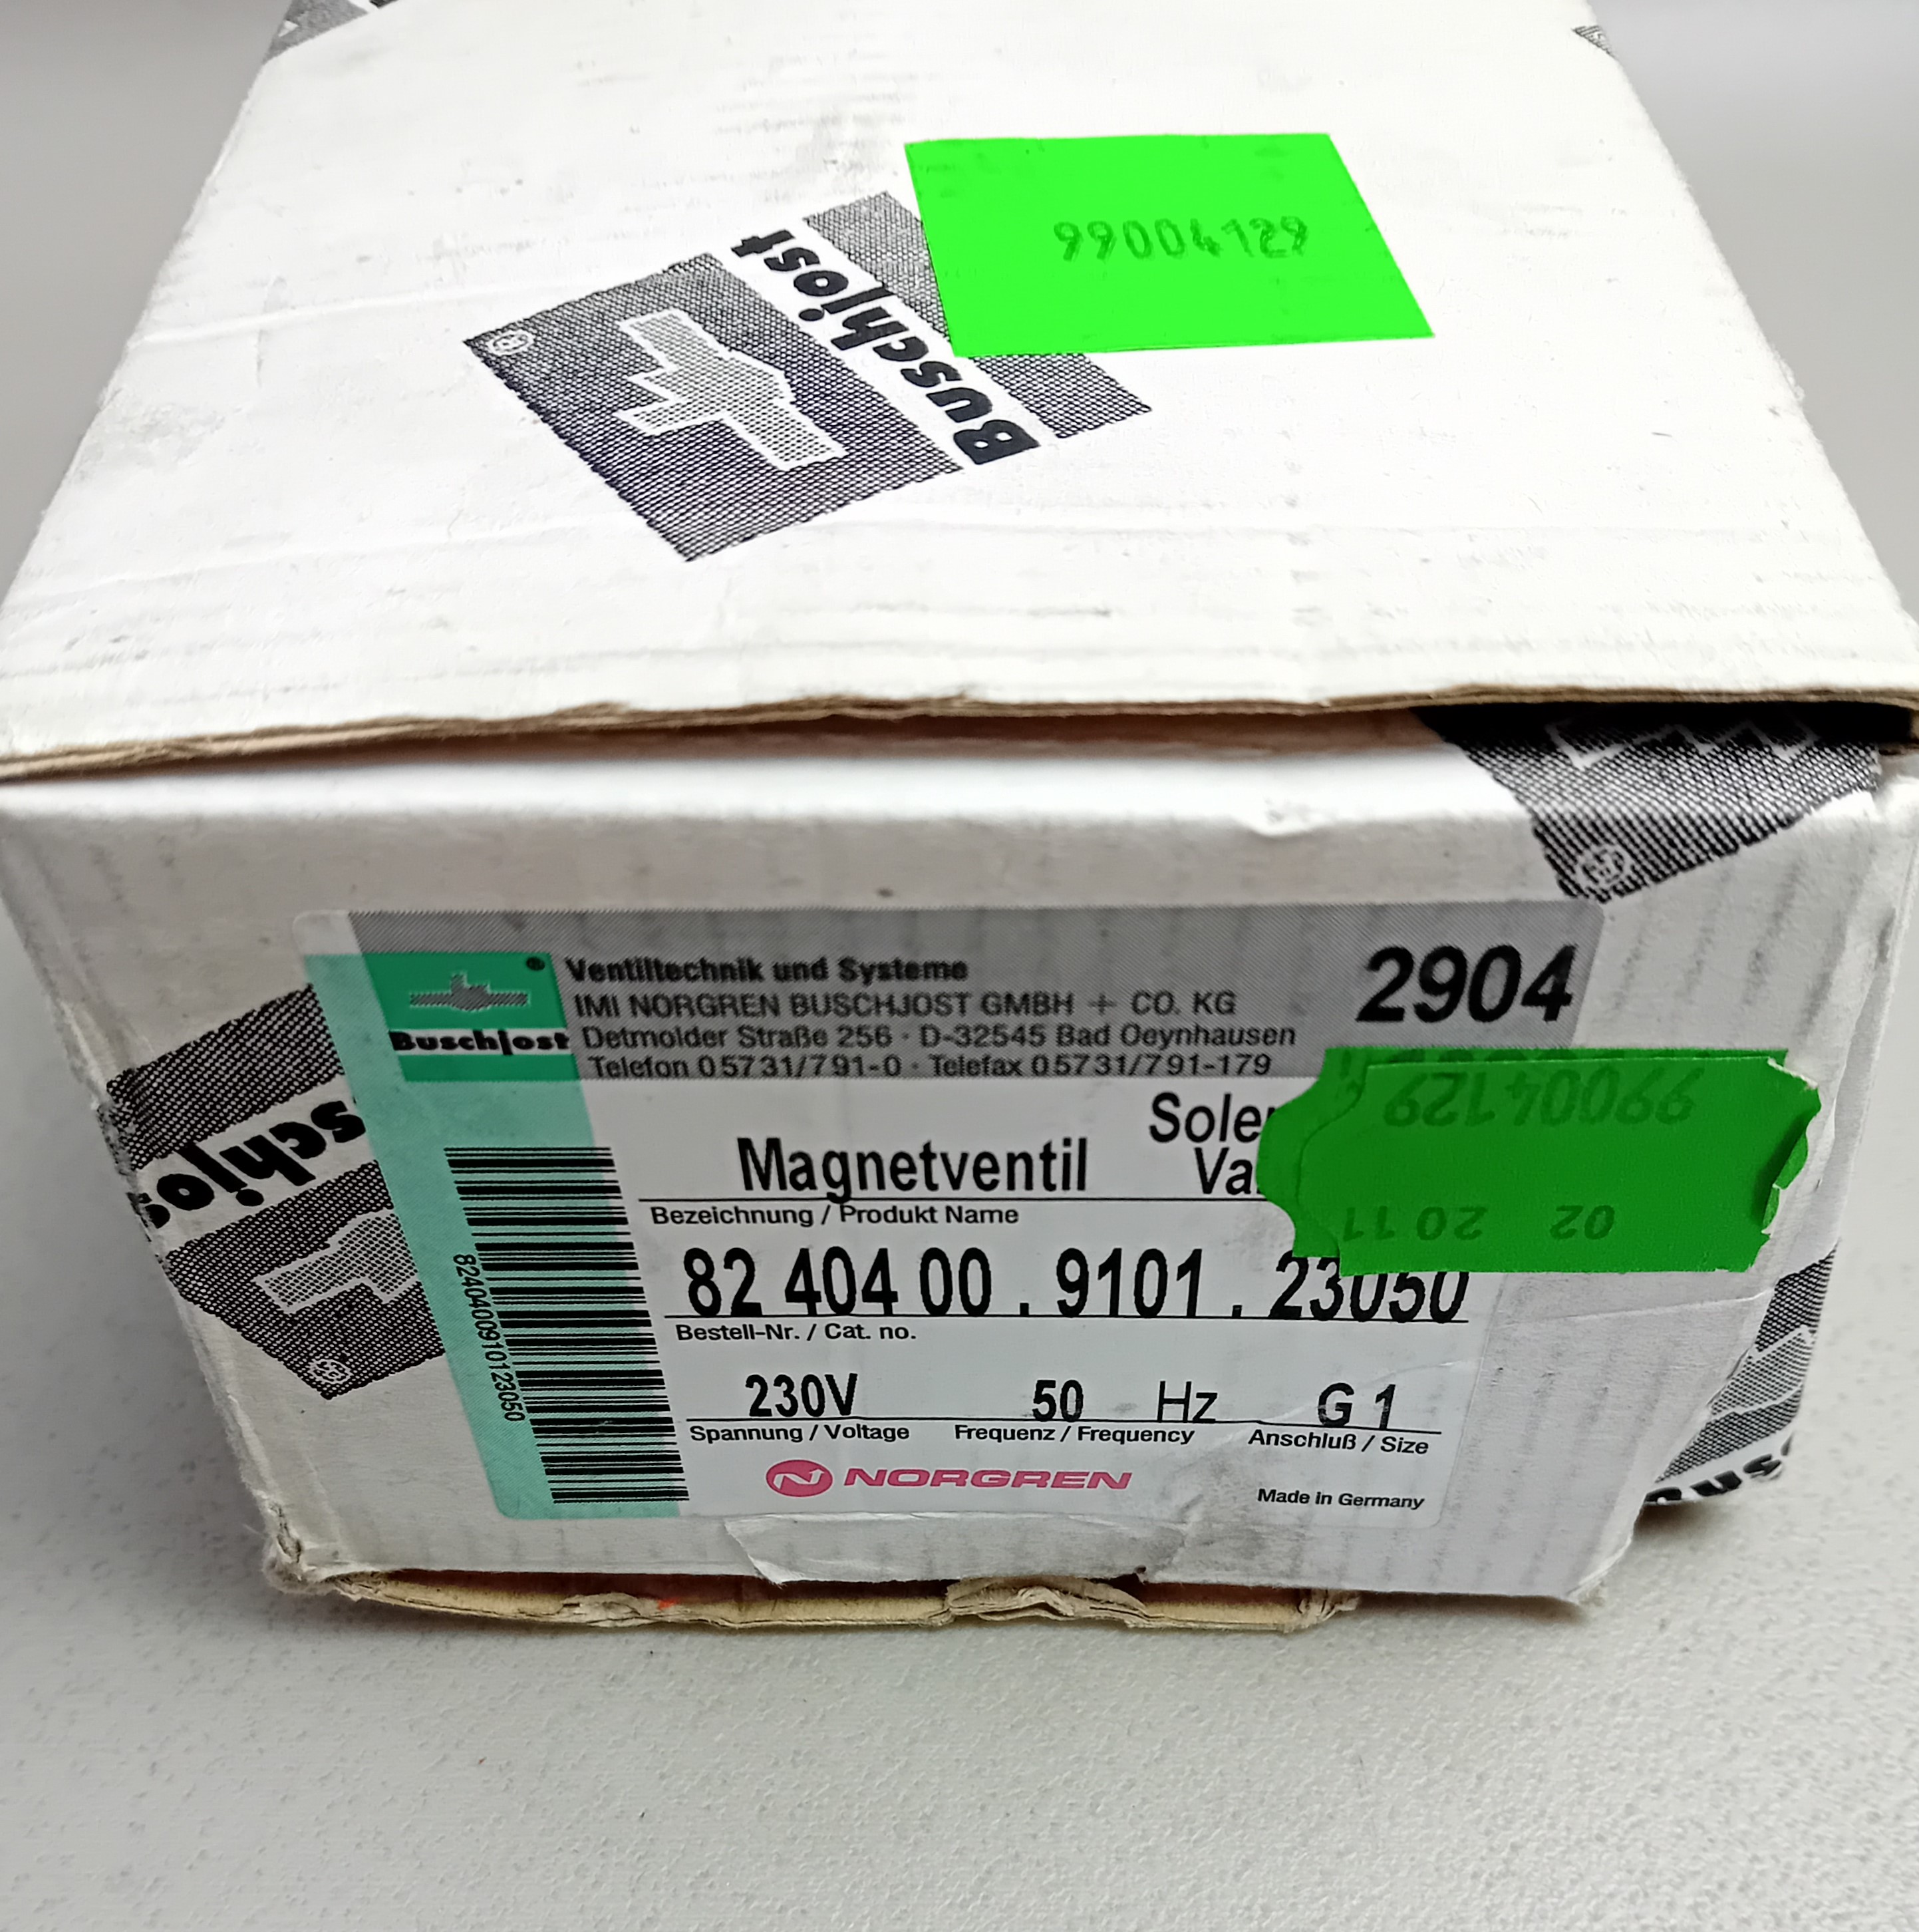 99004129
Buschjost
Buschjost
Ventiltechnik und Systeme
2904
IMI NORGREN BUSCHJOST GMBH + CO. KG
Detmolder Straße 256 · D-32545 Bad Oeynhausen
Telefon 05731/791-0 · Telefax 05731/791-179
99004129
02 2011
Magnetventil
Bezeichnung / Produkt Name
82 404 00 . 9101 . 23050
Bestell-Nr. / Cat. no.
8240400910123050
230V 50 Hz G 1
Spannung / Voltage Frequenz / Frequency Anschluß / Size
NORGREN
Made in Germany